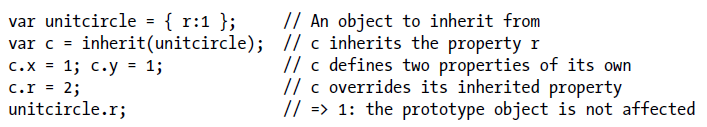 var unitcircle = { r:1 };     // An object to inherit from
var c = inherit(unitcircle);  // c inherits the property r
c.x = 1; c.y = 1;             // c defines two properties of its own
c.r = 2;                      // c overrides its inherited property
unitcircle.r;                 // => 1: the prototype object is not affected